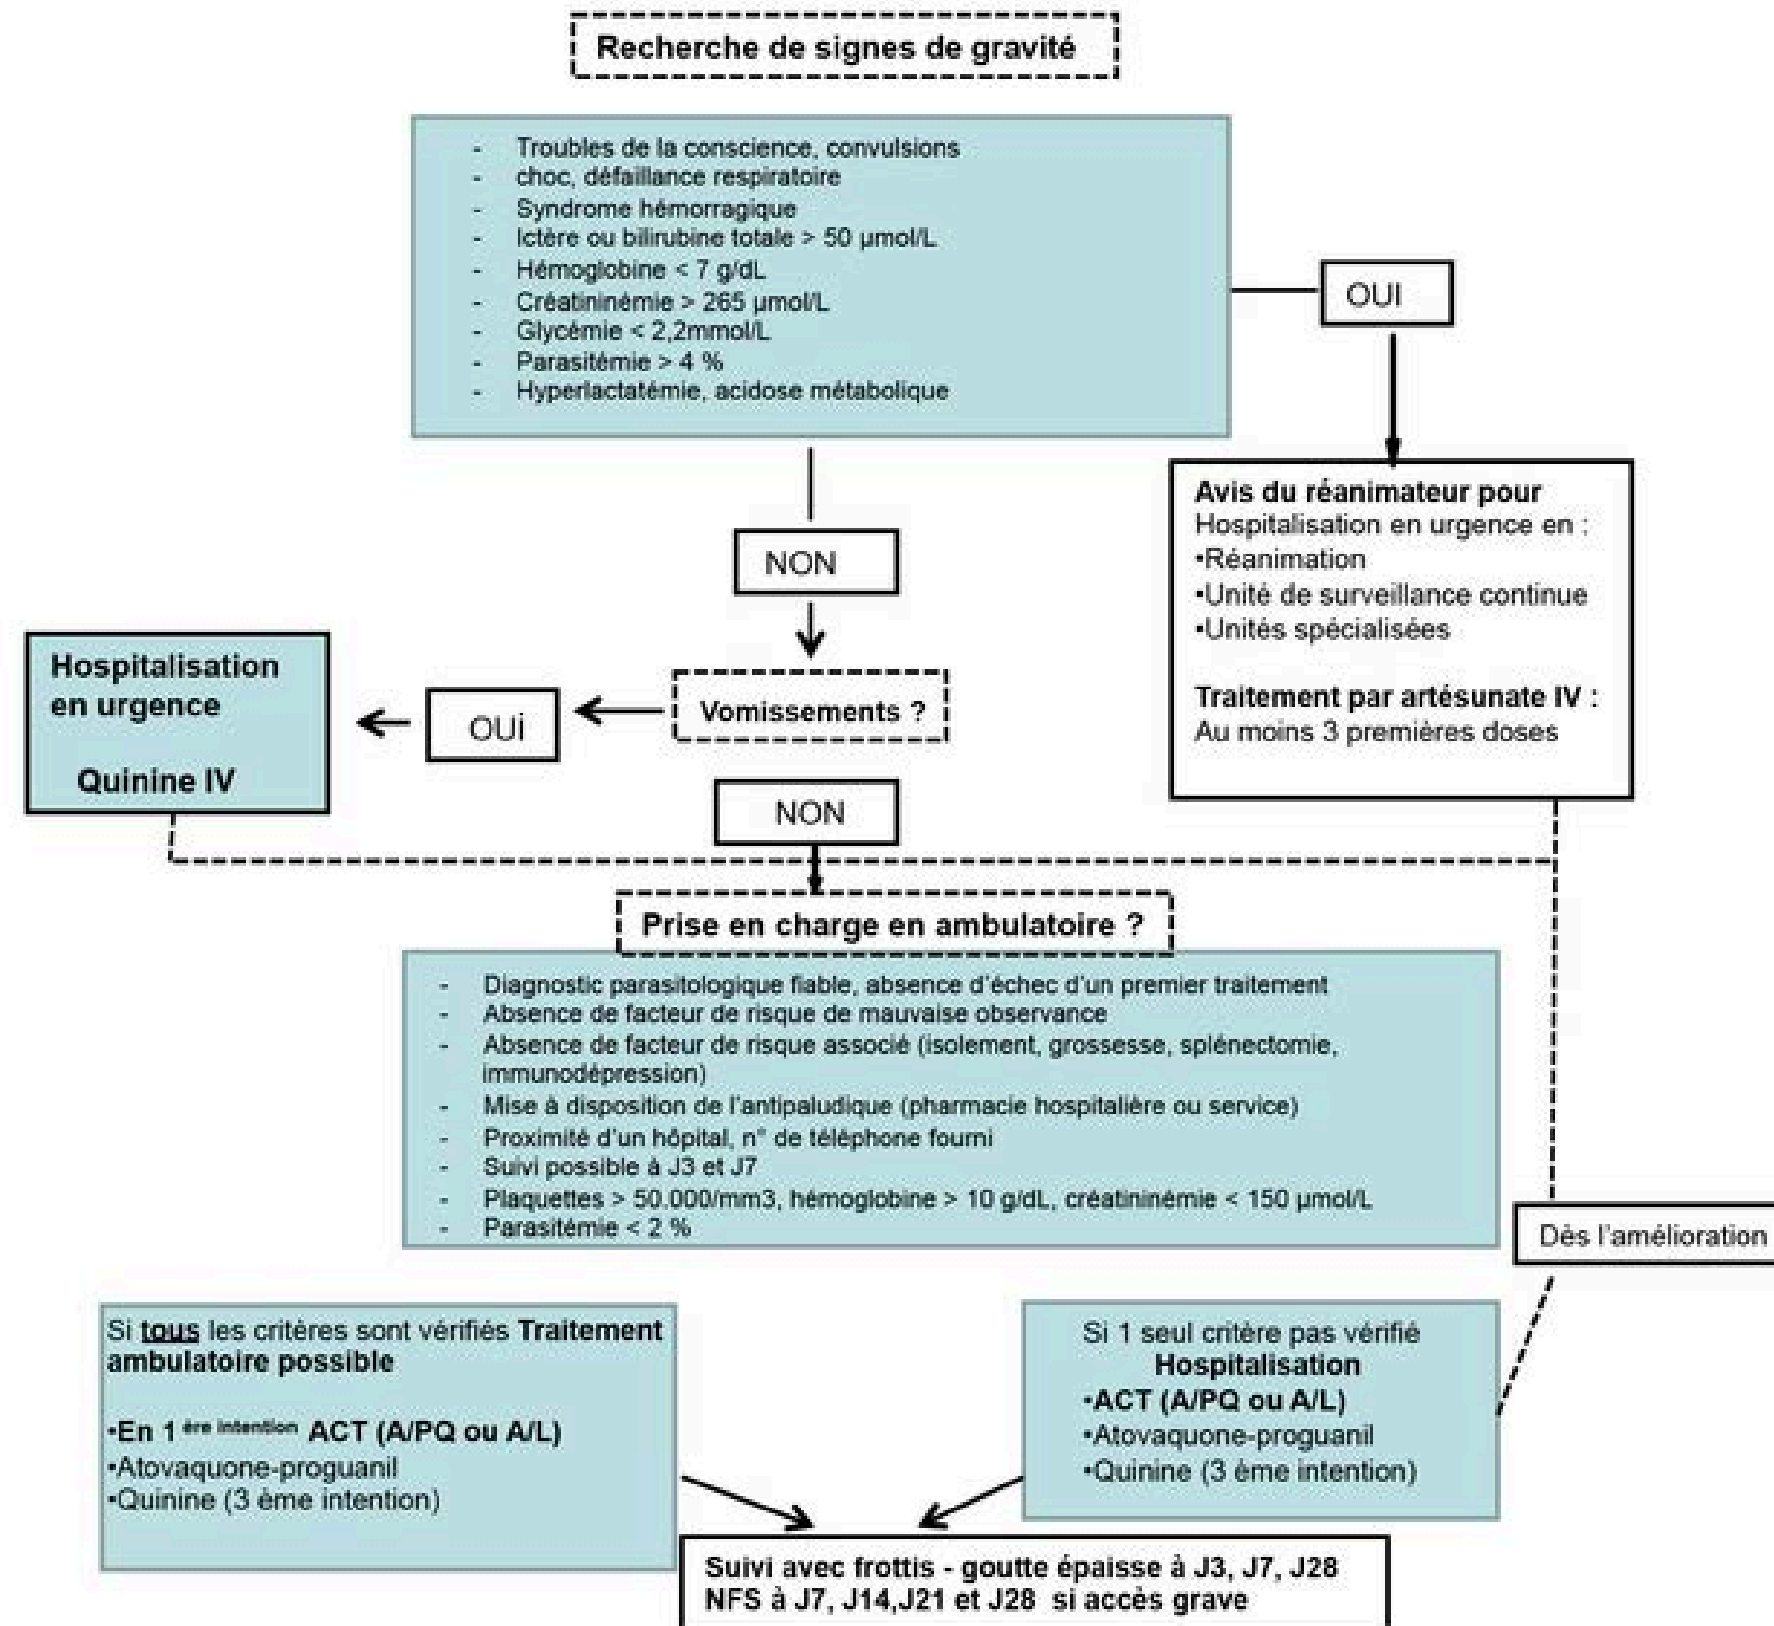 Recherche de signes de gravité
- Troubles de la conscience, convulsions
- choc, défaillance respiratoire
- Syndrome hémorragique
- Ictère ou bilirubine totale > 50 µmol/L
- Hémoglobine < 7 g/dL
- Créatininémie > 265 µmol/L
- Glycémie < 2,2mmol/L
- Parasitémie > 4 %
- Hyperlactatémie, acidose métabolique
OUI
Avis du réanimateur pour
Hospitalisation en urgence en :
•Réanimation
•Unité de surveillance continue
•Unités spécialisées
Traitement par artésunate IV :
Au moins 3 premières doses
NON
Vomissements ?
OUi
Hospitalisation
en urgence
Quinine IV
NON
Prise en charge en ambulatoire ?
- Diagnostic parasitologique fiable, absence d'échec d'un premier traitement
- Absence de facteur de risque de mauvaise observance
- Absence de facteur de risque associé (isolement, grossesse, splénectomie,
immunodépression)
- Mise à disposition de l'antipaludique (pharmacie hospitalière ou service)
- Proximité d'un hôpital, n° de téléphone fourni
- Suivi possible à J3 et J7
- Plaquettes > 50.000/mm3, hémoglobine > 10 g/dL, créatininémie < 150 µmol/L
- Parasitémie < 2 %
Dès l'amélioration
Si tous les critères sont vérifiés Traitement
ambulatoire possible
•En 1 ère intention ACT (A/PQ ou A/L)
•Atovaquone-proguanil
•Quinine (3 ème intention)
Si 1 seul critère pas vérifié
Hospitalisation
•ACT (A/PQ ou A/L)
•Atovaquone-proguanil
•Quinine (3 ème intention)
Suivi avec frottis - goutte épaisse à J3, J7, J28
NFS à J7, J14,J21 et J28 si accès grave